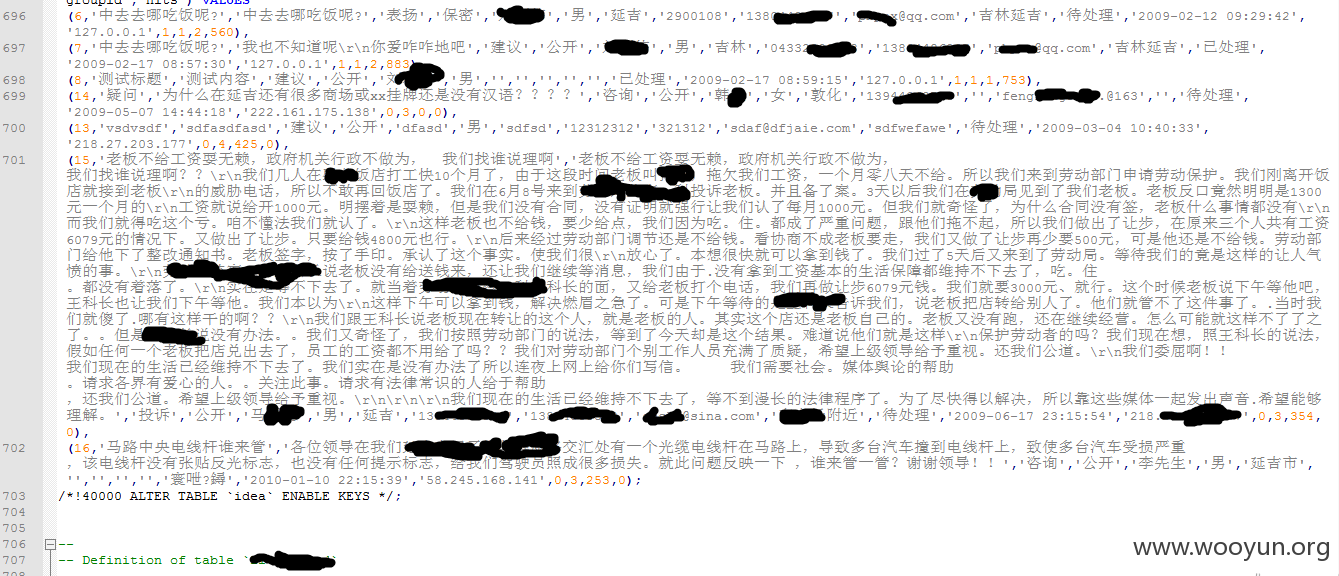 groupid`,`hits`) VALUES
696 (6,'中去去哪吃饭呢?','中去去哪吃饭呢?','表扬','保密',' ','男','延吉','2900108','1380 @qq.com','吉林延吉','待处理','2009-02-12 09:29:42',
'127.0.0.1',1,1,2,560),
697 (7,'中去去哪吃饭呢?','我也不知道呢\r\n你爱咋咋地吧','建议','公开',' ','男','吉林','04332 ','138 @qq.com','吉林延吉','已处理',
'2009-02-17 08:57:30','127.0.0.1',1,1,2,883)
698 (8,'测试标题','测试内容','建议','公开',' ','男','','','','','','已处理','2009-02-17 08:59:15','127.0.0.1',1,1,1,753),
699 (14,'疑问','为什么在延吉还有很多商场或xx挂牌还是没有汉语????','咨询','公开','韩 ','女','敦化','13944 ','','feng @163','','待处理',
'2009-05-07 14:44:18','222.161.175.138',0,3,0,0),
700 (13,'vsdvsdf','sdfasdfasd','建议','公开','dfasd','男','sdfsd','12312312','321312','sdaf@dfjaie.com','sdfwefawe','待处理','2009-03-04 10:40:33',
'218.27.203.177',0,4,425,0),
701 (15,'老板不给工资耍无赖，政府机关行政不做为， 我们找谁说理啊','老板不给工资耍无赖，政府机关行政不做为，
我们找谁说理啊？？\r\n我们几人在 饭店打工快10个月了，由于这段时间老板叫 拖欠我们工资，一个月零八天不给。所以我们来到劳动部门申请劳动保护。我们刚离开饭
店就接到老板\r\n的威胁电话，所以不敢再回饭店了。我们在6月8号来到 投诉老板。并且备了案。3天以后我们在 局见到了我们老板。老板反口竟然明明是1300
元一个月的\r\n工资就说给开1000元。明摆着是耍赖，但是我们没有合同，没有证明就强行让我们认了每月1000元。但我们就奇怪了，为什么合同没有签，老板什么事情都没有\r\n
而我们就得吃这个亏。咱不懂法我们就认了。\r\n这样老板也不给钱，要少给点，我们因为吃。住。都成了严重问题，跟他们拖不起，所以我们做出了让步，在原来三个人共有工资
6079元的情况下。又做出了让步。只要给钱4800元也行。\r\n后来经过劳动部门调节还是不给钱。看协商不成老板要走，我们又做了让步再少要500元，可是他还是不给钱。劳动部
门给他下了整改通知书。老板签字，按了手印。承认了这个事实。使我们很\r\n放心了。本想很快就可以拿到钱了。我们过了5天后又来到了劳动局。等待我们的竟是这样的让人气
愤的事。\r\n 说老板没有给送钱来，还让我们继续等消息，我们由于.没有拿到工资基本的生活保障都维持不下去了，吃。住
。都没有着落了。\r\n实在是等不下去了。就当着 科长的面，又给老板打个电话，我们再做让步6079元钱。我们就要3000元、就行。这个时候老板说下午等他吧，
王科长也让我们下午等他。我们本以为\r\n这样下午可以拿到钱，解决燃眉之急了。可是下午等待的 告诉我们，说老板把店转给别人了。他们就管不了这件事了。.当时我
们就傻了.哪有这样干的啊？？\r\n我们跟王科长说老板现在转让的这个人，就是老板的人。其实这个店还是老板自己的。老板又没有跑，还在继续经营。怎么可能就这样不了了之
了。。但是 说没有办法。。我们又奇怪了，我们按照劳动部门的说法，等到了今天却是这个结果。难道说他们就是这样\r\n保护劳动者的吗？我们现在想，照王科长的说法，
假如任何一个老板把店兑出去了，员工的工资都不用给了吗？？我们对劳动部门个别工作人员充满了质疑，希望上级领导给予重视。还我们公道。\r\n我们委屈啊！！
我们现在的生活已经维持不下去了。我们实在是没有办法了所以连夜上网上给你们写信。 我们需要社会。媒体舆论的帮助
。请求各界有爱心的人。。关注此事。请求有法律常识的人给于帮助
，还我们公道。希望上级领导给予重视。\r\n\r\n\r\n我们现在的生活已经维持不下去了，等不到漫长的法律程序了。为了尽快得以解决，所以靠这些媒体一起发出声音.希望能够
理解。','投诉','公开','马 ','男','延吉','13 ','138 @sina.com',' 附近','待处理','2009-06-17 23:15:54','218. ',0,3,354,
0),
702 (16,'马路中央电线杆谁来管','各位领导在我们 交汇处有一个光缆电线杆在马路上，导致多台汽车撞到电线杆上，致使多台汽车受损严重
，该电线杆没有张贴反光标志，也没有任何提示标志，给我们驾驶员照成很多损失。就此问题反映一下 ，谁来管一管？谢谢领导！！','咨询','公开','李先生','男','延吉市',
'','','','','寰呭?鐞','2010-01-10 22:15:39','58.245.168.141',0,3,253,0);
703 /*!40000 ALTER TABLE `idea` ENABLE KEYS */;
704
705
706 --
707 -- Definition of table `
708
www.wooyun.org